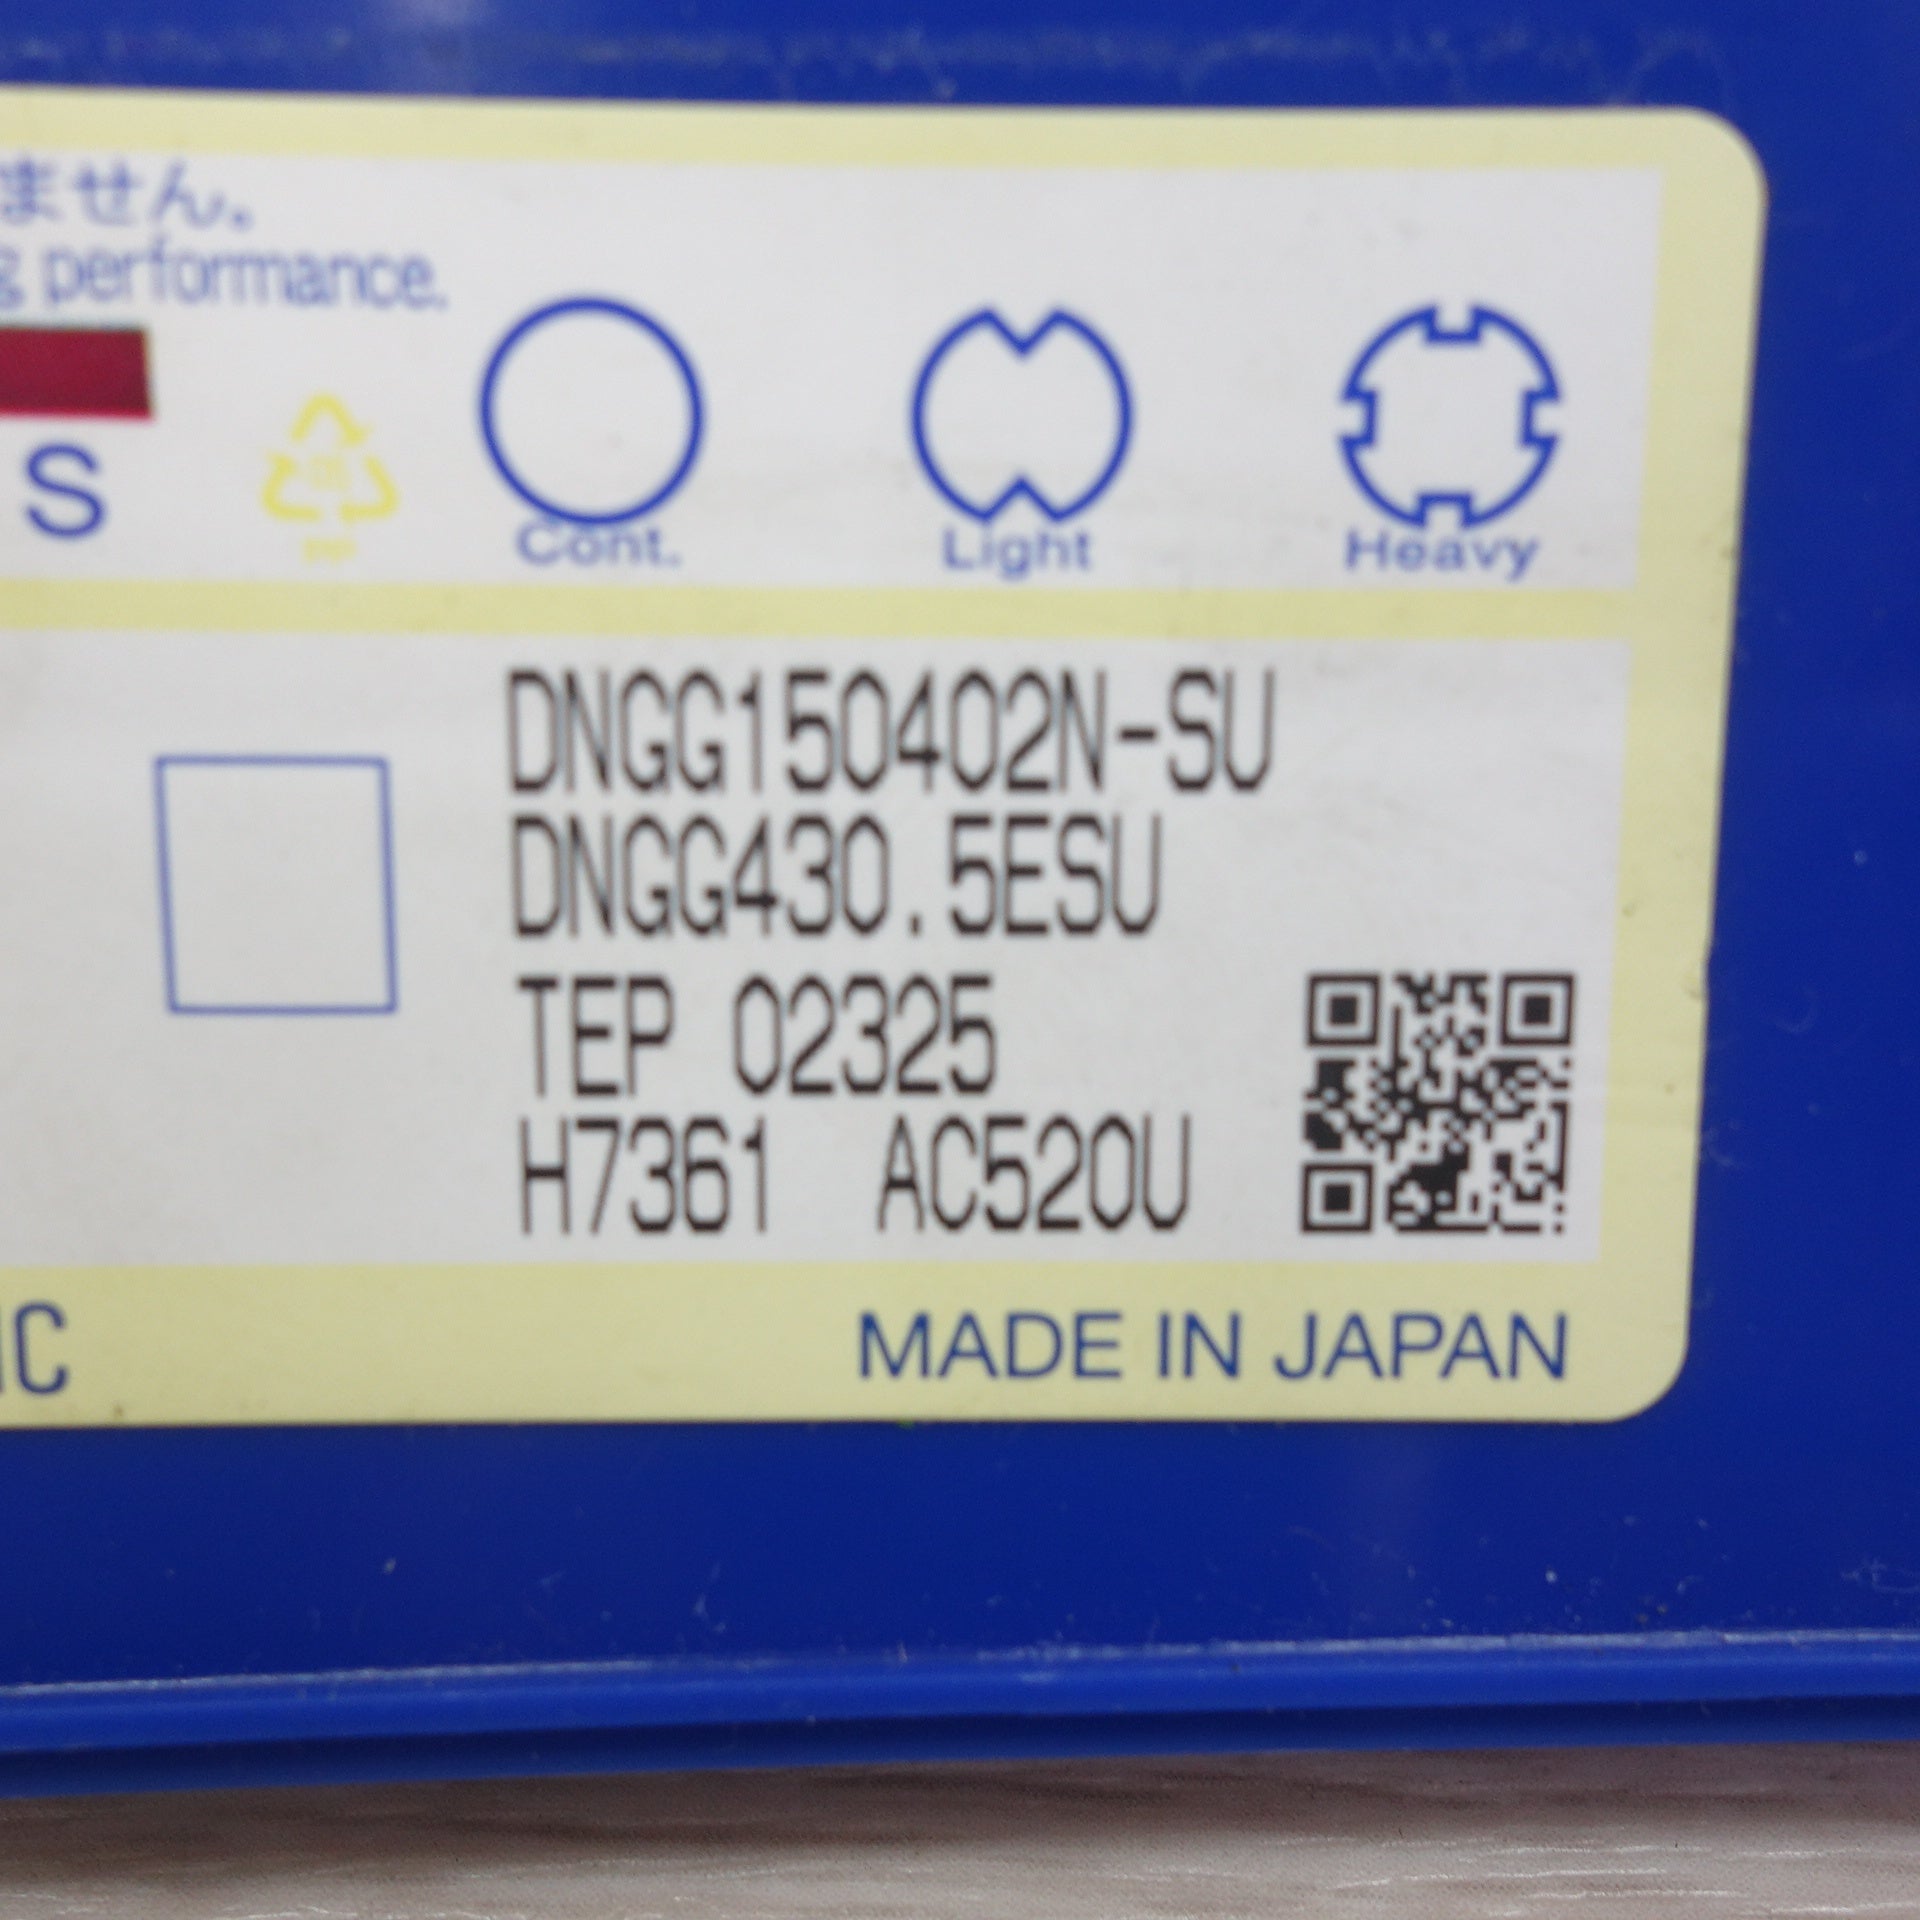 ません。
g performance.
S
Cont. Light Heavy
DNGG150402N-SU
DNGG430.5ESU
TEP 02325
H7361 AC520U
MADE IN JAPAN